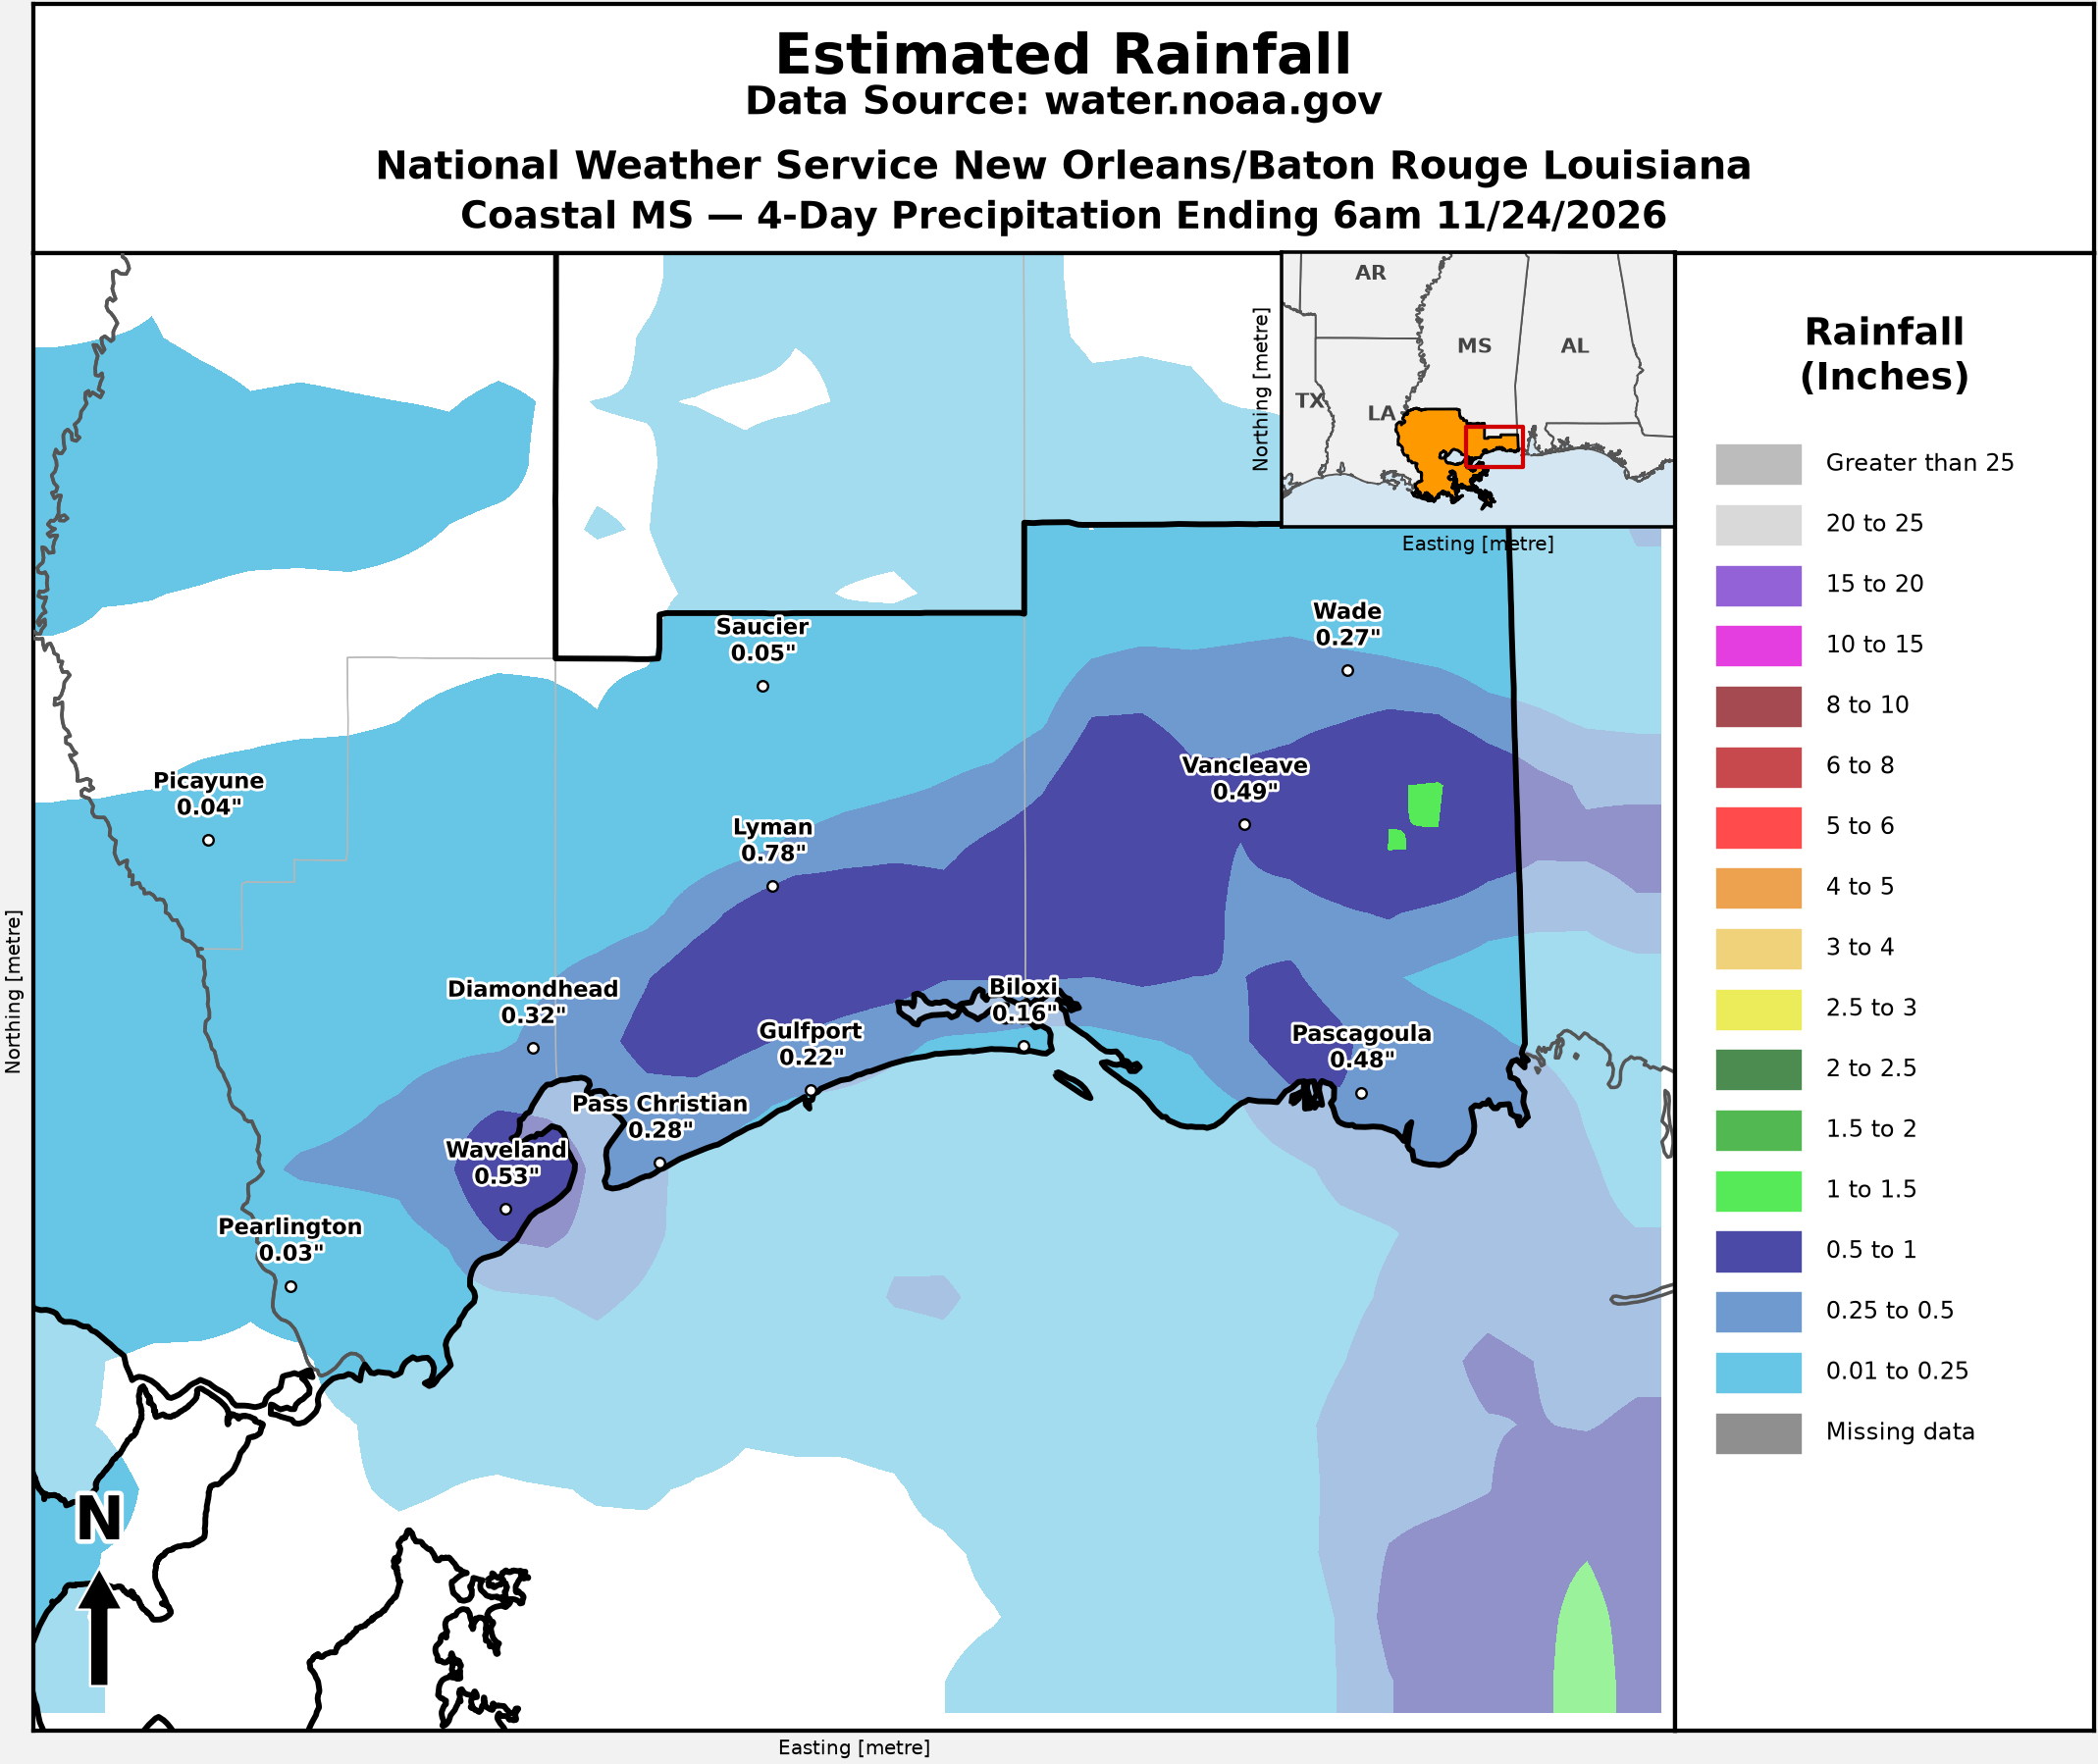 Estimated Rainfall
Data Source: water.noaa.gov
National Weather Service New Orleans/Baton Rouge Louisiana
Coastal MS — 4-Day Precipitation Ending 6am 11/24/2026
AR
MS
AL
TX
LA
Northing [metre]
Easting [metre]
Rainfall
(Inches)
Greater than 25
20 to 25
15 to 20
10 to 15
8 to 10
6 to 8
5 to 6
4 to 5
3 to 4
2.5 to 3
2 to 2.5
1.5 to 2
1 to 1.5
0.5 to 1
0.25 to 0.5
0.01 to 0.25
Missing data
Wade
0.27"
Saucier
0.05"
Vancleave
0.49"
Picayune
0.04"
Lyman
0.78"
Diamondhead
0.32"
Biloxi
0.16"
Gulfport
0.22"
Pascagoula
0.48"
Pass Christian
0.28"
Waveland
0.53"
Pearlington
0.03"
N
Northing [metre]
Easting [metre]